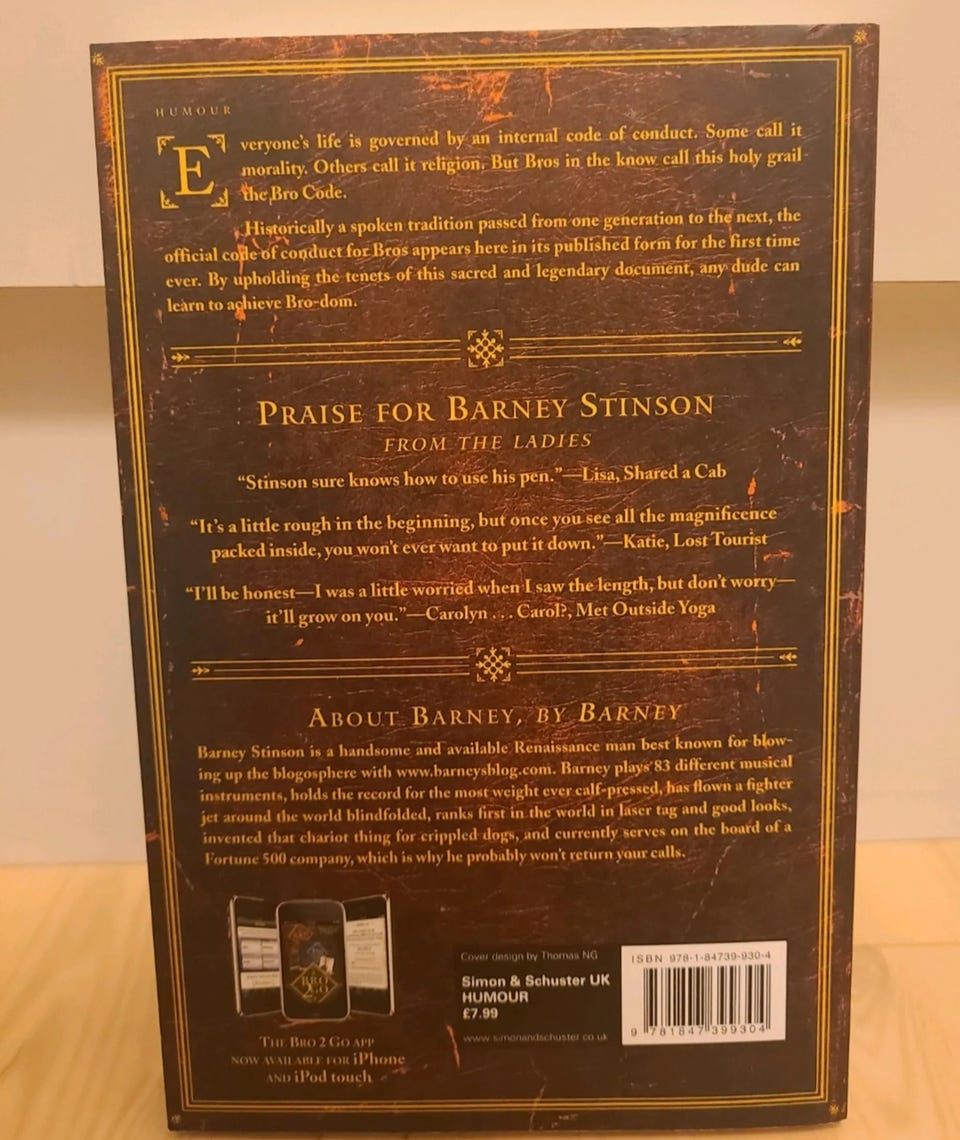 HUMOUR
Everyone's life is governed by an internal code of conduct. Some call it
morality. Others call it religion. But Bros in the know call this holy grail
the Bro Code.
Historically a spoken tradition passed from one generation to the next, the
official code of conduct for Bros appears here in its published form for the first time
ever. By upholding the tenets of this sacred and legendary document, any dude can
learn to achieve Bro-dom.
PRAISE FOR BARNEY STINSON
FROM THE LADIES
“Stinson sure knows how to use his pen.”—Lisa, Shared a Cab
“It’s a little rough in the beginning, but once you see all the magnificence
packed inside, you won’t ever want to put it down.”—Katie, Lost Tourist
“I’ll be honest—I was a little worried when I saw the length, but don’t worry—
it’ll grow on you.”—Carolyn . . . Carol?, Met Outside Yoga
ABOUT BARNEY, BY BARNEY
Barney Stinson is a handsome and available Renaissance man best known for blow-
ing up the blogosphere with www.barneysblog.com. Barney plays 83 different musical
instruments, holds the record for the most weight ever calf-pressed, has flown a fighter
jet around the world blindfolded, ranks first in the world in laser tag and good looks,
invented that chariot thing for crippled dogs, and currently serves on the board of a
Fortune 500 company, which is why he probably won’t return your calls.
BRO
2GO
THE BRO 2 GO APP
NOW AVAILABLE FOR iPhone
AND iPod touch
Cover design by Thomas NG
Simon & Schuster UK
HUMOUR
£7.99
www.simonandschuster.co.uk
ISBN 978-1-84739-930-4
9 781847 399304